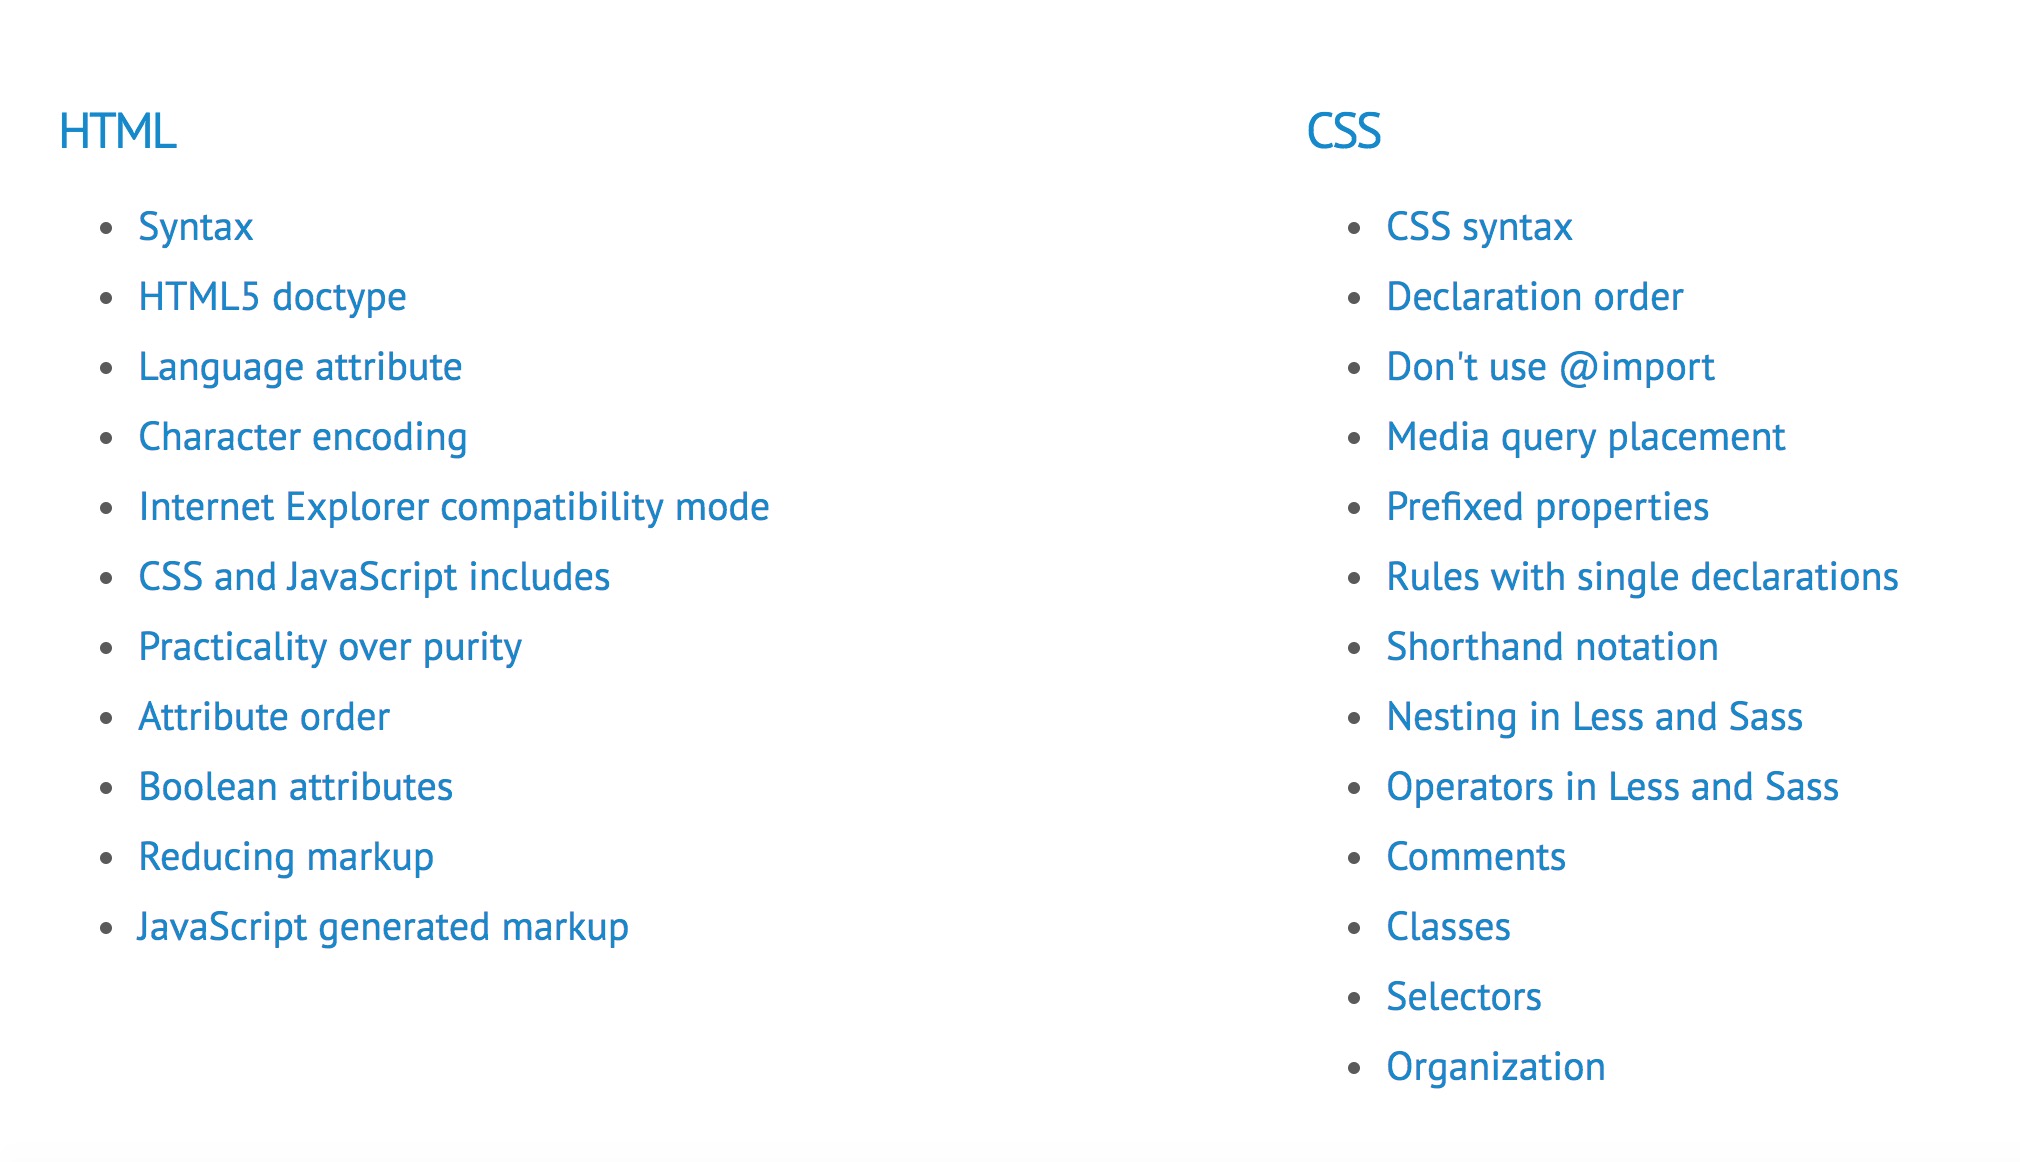 HTML
Syntax
HTML5 doctype
Language attribute
Character encoding
Internet Explorer compatibility mode
CSS and JavaScript includes
Practicality over purity
Attribute order
Boolean attributes
Reducing markup
JavaScript generated markup
CSS
CSS syntax
Declaration order
Don't use @import
Media query placement
Prefixed properties
Rules with single declarations
Shorthand notation
Nesting in Less and Sass
Operators in Less and Sass
Comments
Classes
Selectors
Organization